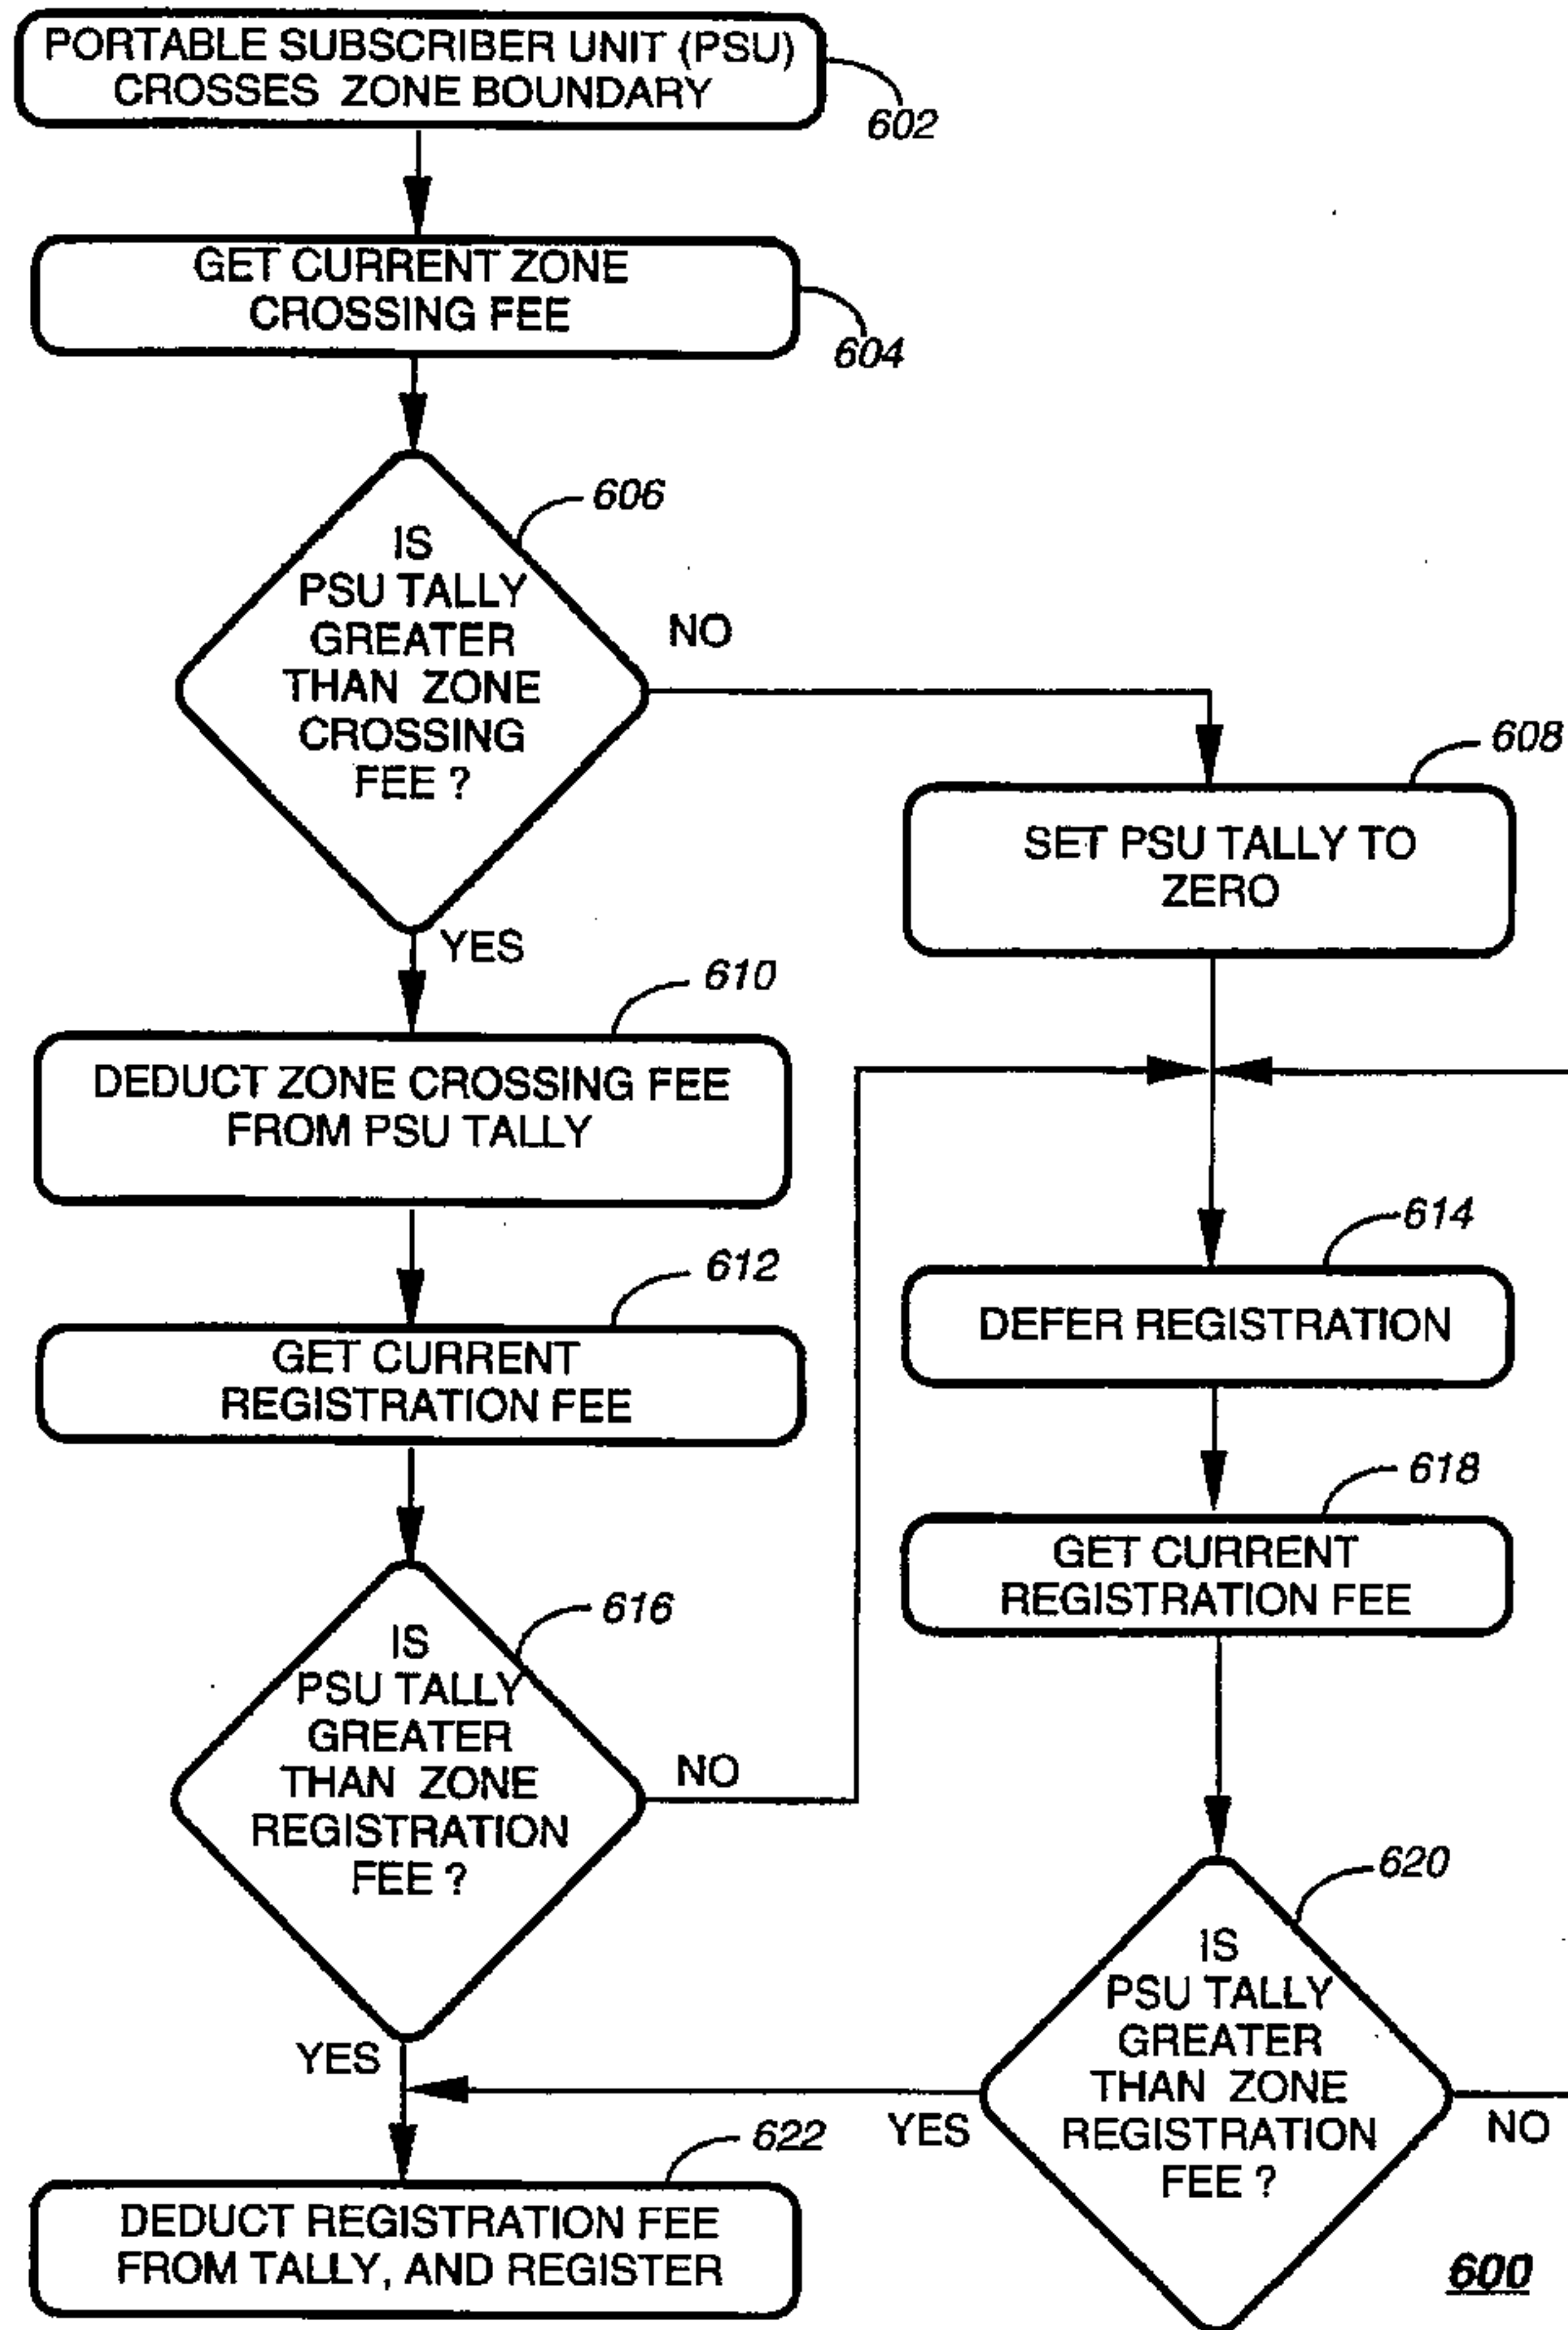 PORTABLE SUBSCRIBER UNIT (PSU)
CROSSES ZONE BOUNDARY
602
GET CURRENT ZONE
CROSSING FEE
604
606
IS
PSU TALLY
GREATER
THAN ZONE
CROSSING
FEE ?
NO
YES
608
SET PSU TALLY TO
ZERO
610
DEDUCT ZONE CROSSING FEE
FROM PSU TALLY
612
GET CURRENT
REGISTRATION FEE
614
DEFER REGISTRATION
616
IS
PSU TALLY
GREATER
THAN ZONE
REGISTRATION
FEE ?
NO
YES
618
GET CURRENT
REGISTRATION FEE
620
IS
PSU TALLY
GREATER
THAN ZONE
REGISTRATION
FEE ?
YES
NO
622
DEDUCT REGISTRATION FEE
FROM TALLY, AND REGISTER
600